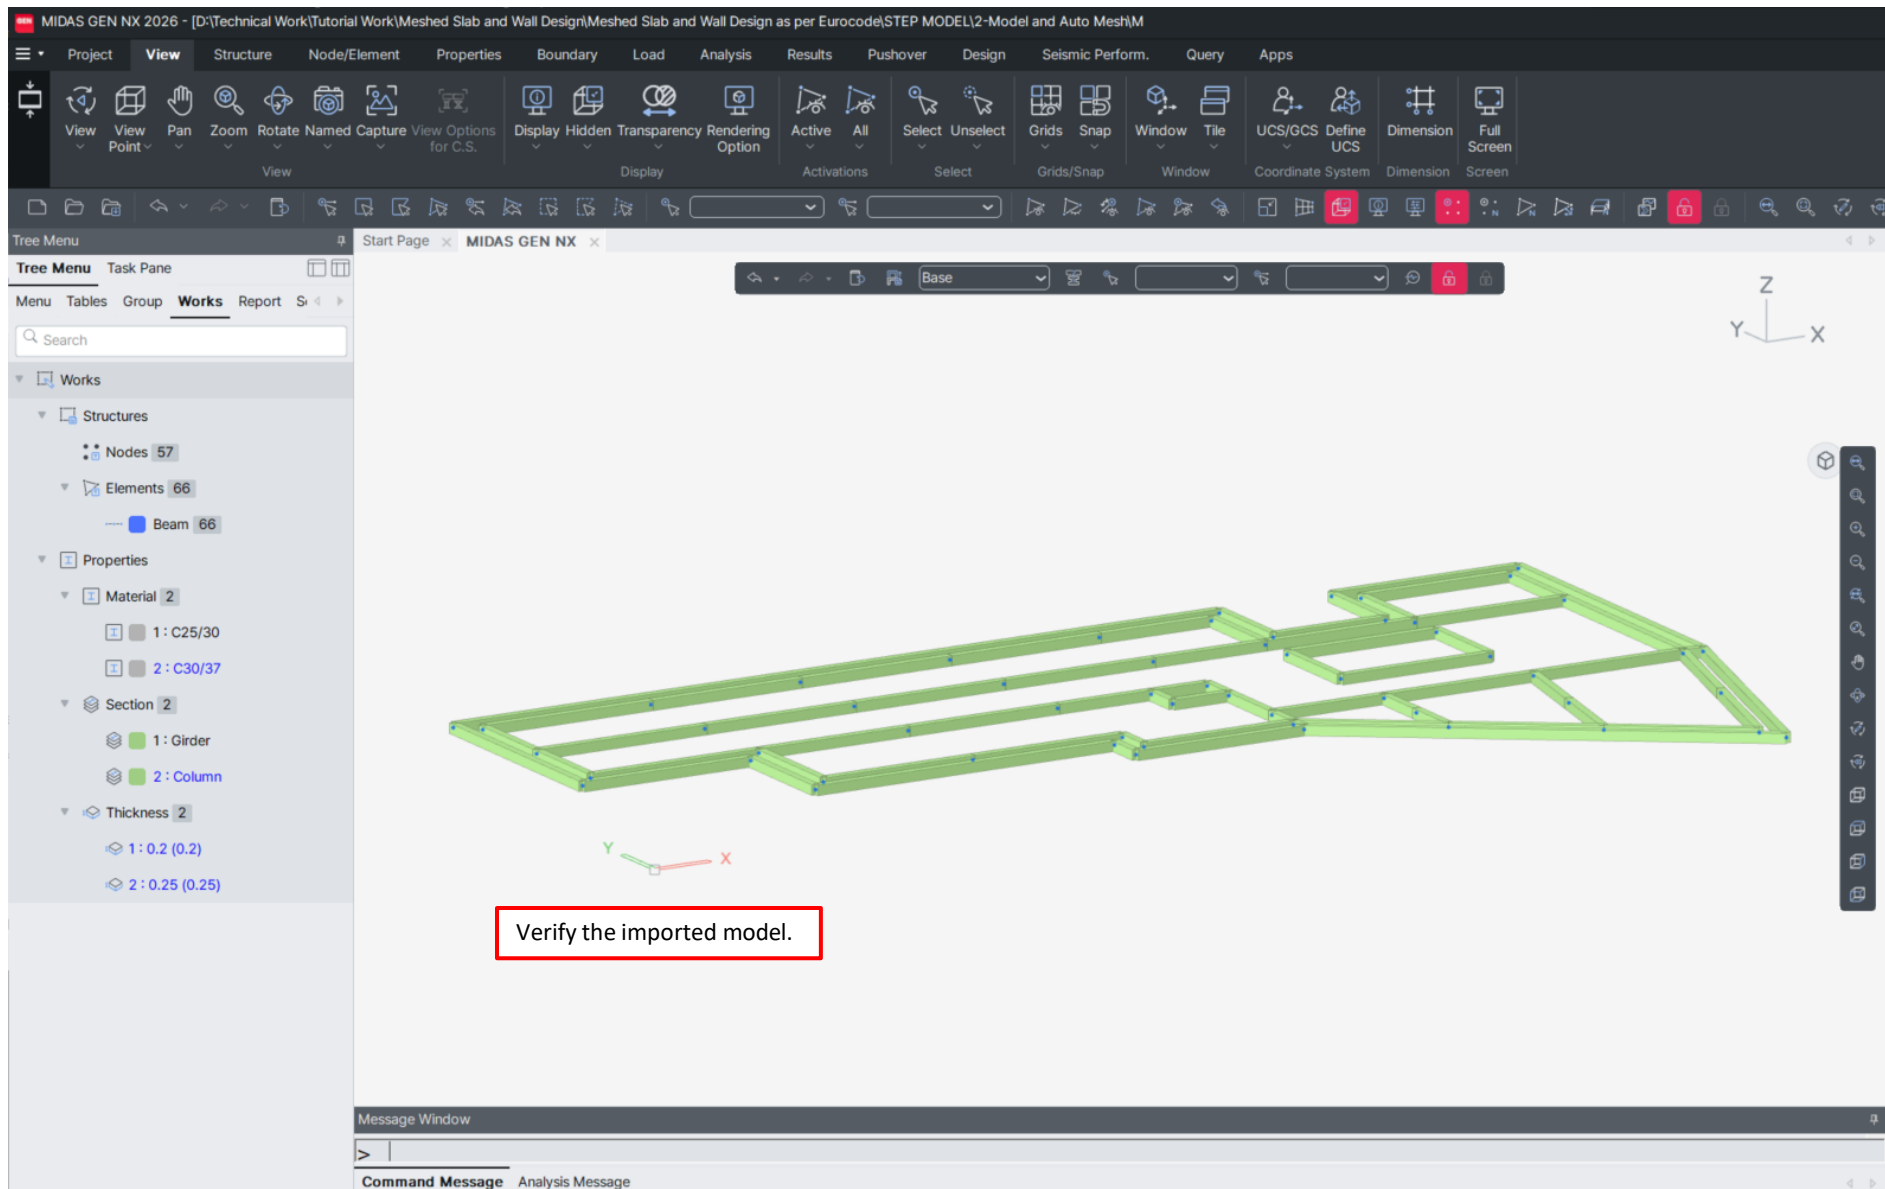 GEN MIDAS GEN NX 2026 - [D:\Technical Work\Tutorial Work\Meshed Slab and Wall Design\Meshed Slab and Wall Design as per Eurocode\STEP MODEL\2-Model and Auto Mesh\M
Project View Structure Node/Element Properties Boundary Load Analysis Results Pushover Design Seismic Perform. Query Apps
View View Point Pan Zoom Rotate Named Capture View Options for C.S. Display Hidden Transparency Rendering Option Active All Select Unselect Grids Snap Window Tile UCS/GCS Define UCS Dimension Full Screen
View Display Activations Select Grids/Snap Window Coordinate System Dimension Screen
Tree Menu
Start Page MIDAS GEN NX
Tree Menu Task Pane
Menu Tables Group Works Report
Base
Search
Z
Y
X
Works
Structures
Nodes 57
Elements 66
Beam 66
Properties
Material 2
1 : C25/30
2 : C30/37
Section 2
1 : Girder
2 : Column
Thickness 2
1 : 0.2 (0.2)
2 : 0.25 (0.25)
Y
X
Verify the imported model.
Message Window
>
Command Message Analysis Message